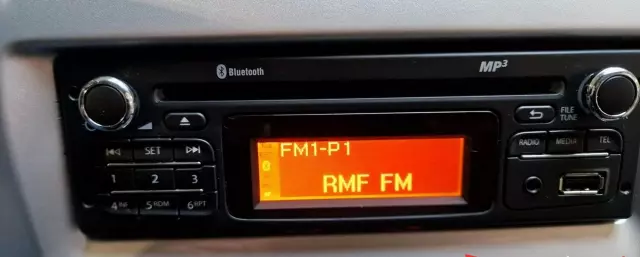 Bluetooth
MP3
FILE
TUNE
SET
1 2 3
4 INF 5 RDM 6 RPT
FM1-P1
RMF FM
RADIO MEDIA TEL